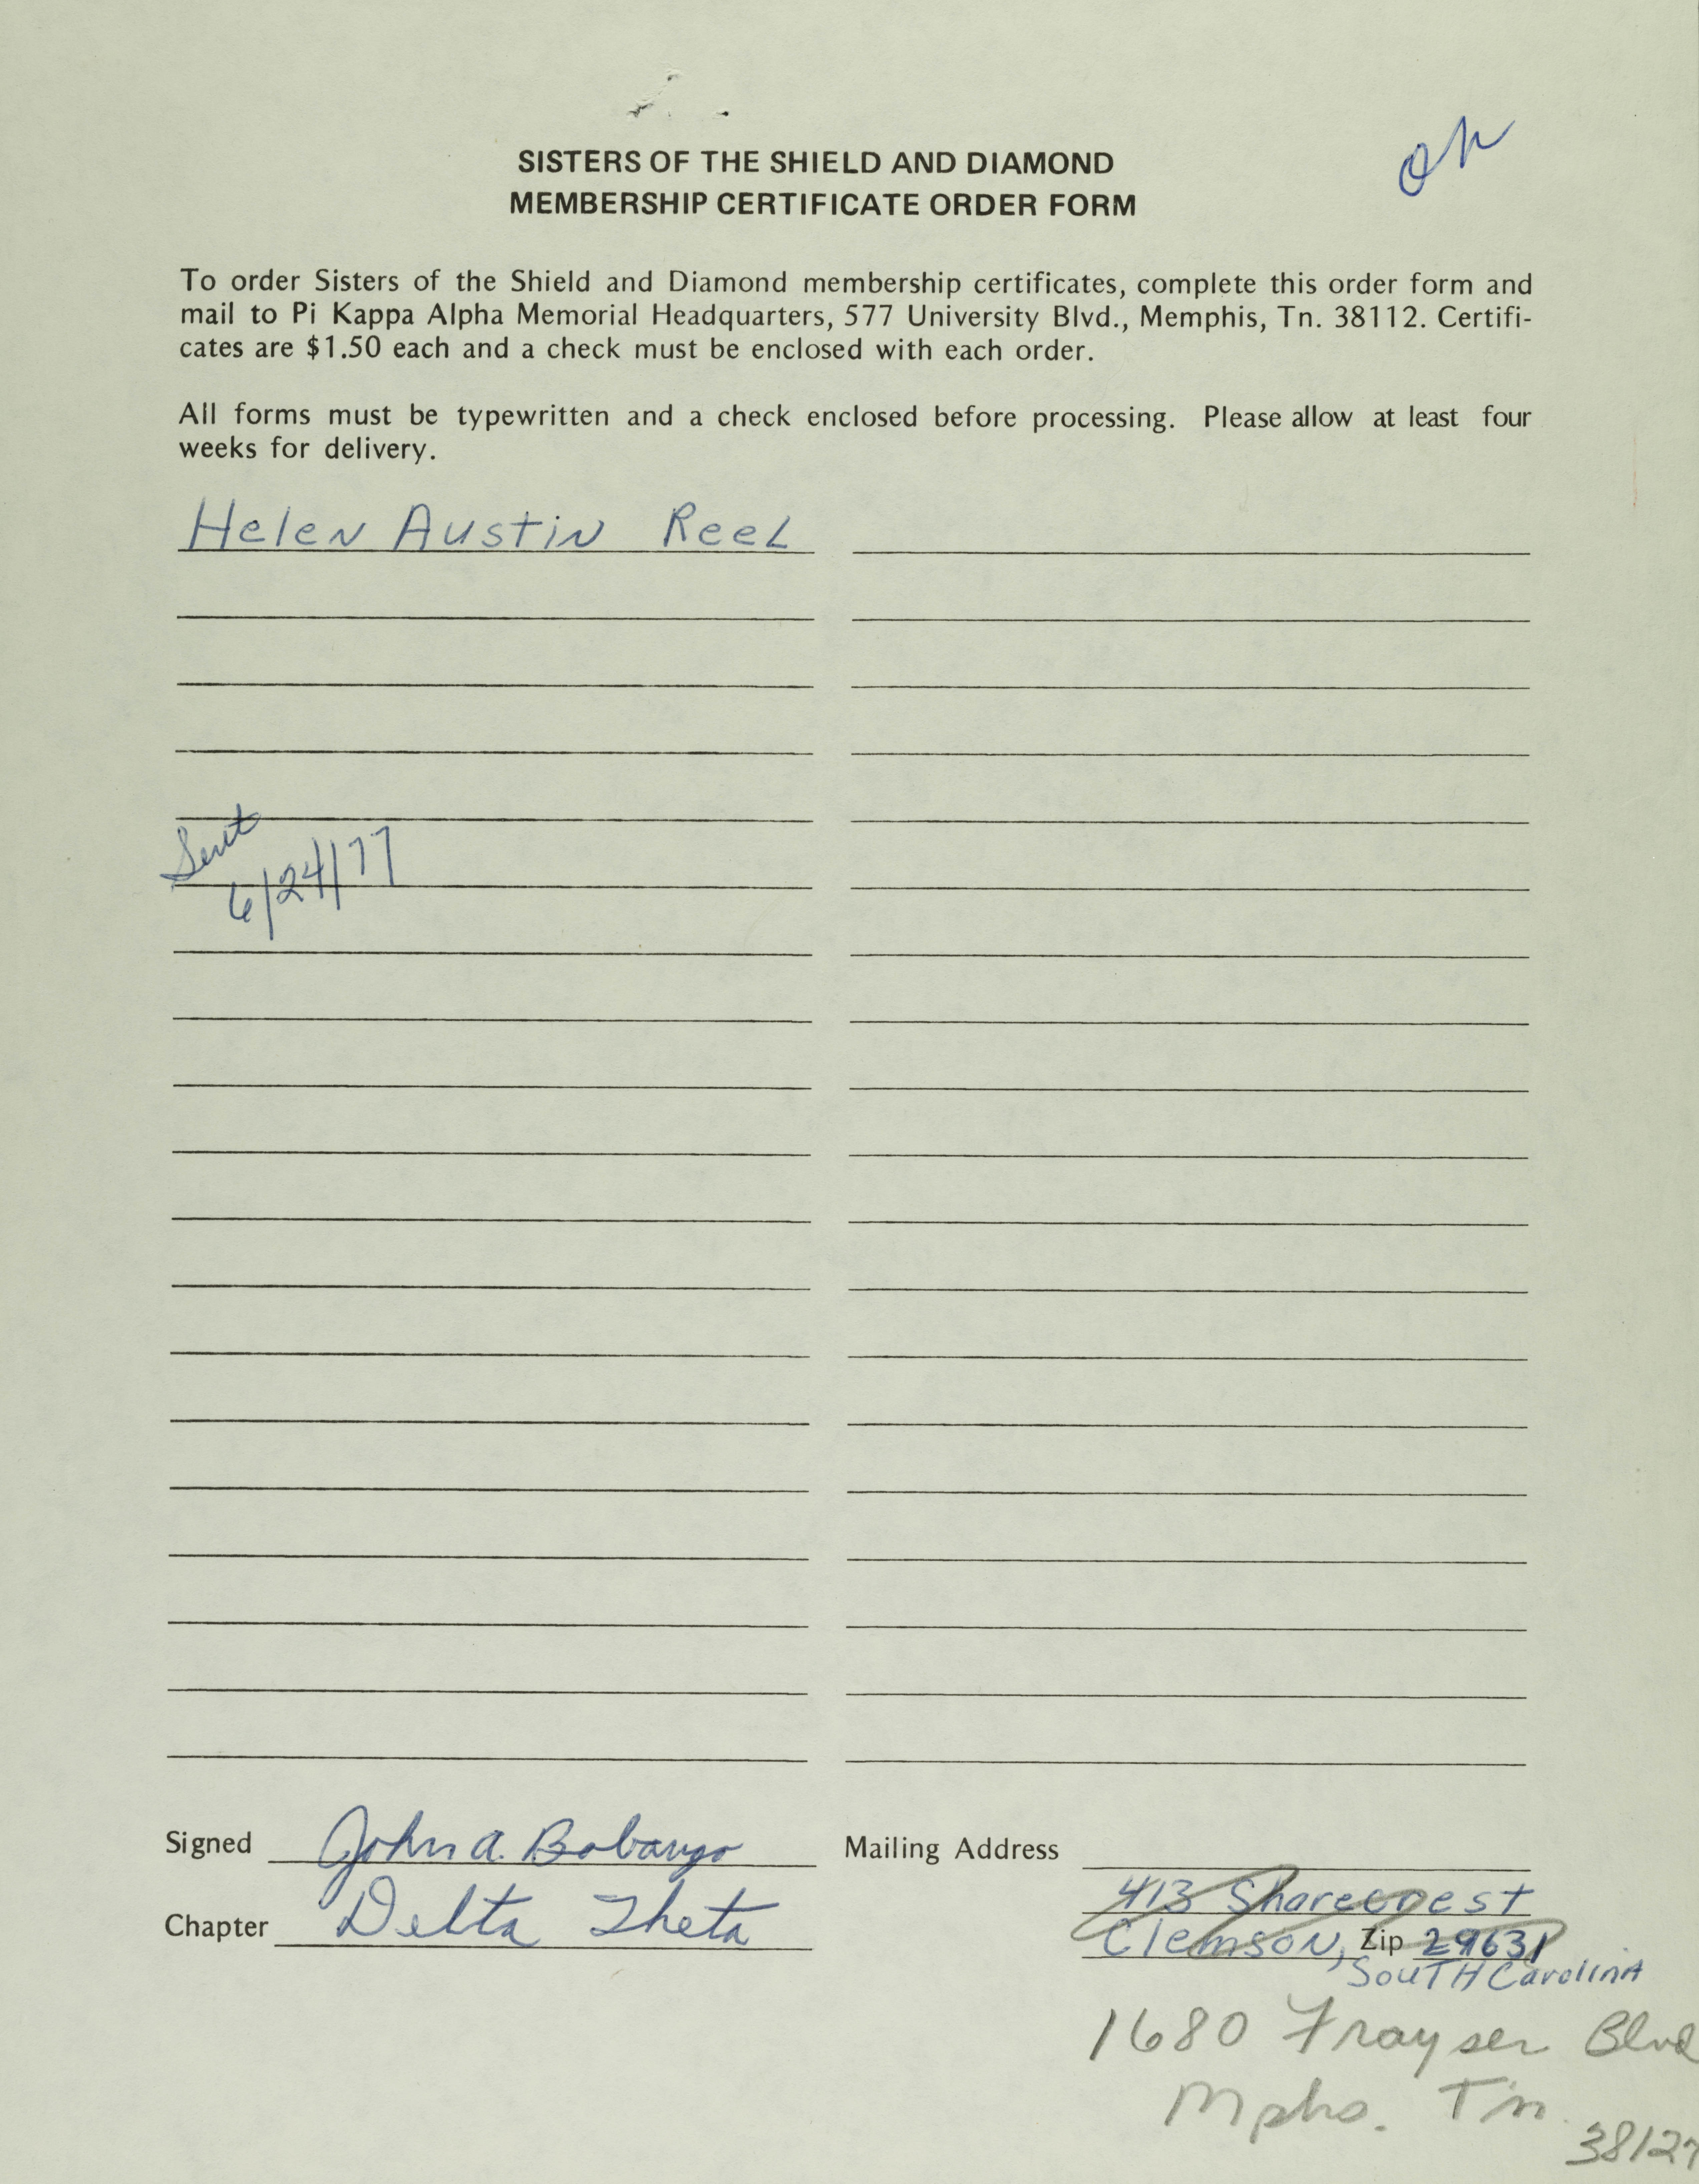 SISTERS OF THE SHIELD AND DIAMOND
MEMBERSHIP CERTIFICATE ORDER FORM
To order Sisters of the Shield and Diamond membership certificates, complete this order form and
mail to Pi Kappa Alpha Memorial Headquarters, 577 University Blvd., Memphis, Tn. 38112. Certifi-
cates are $1.50 each and a check must be enclosed with each order.
All forms must be typewritten and a check enclosed before processing. Please allow at least four
weeks for delivery.
Helen Austin Reel
Sent
6/24/77
Signed John A. Bobango
Mailing Address
413 Sharecrest
Chapter Delta Theta
Clemson, Zip 29631
South Carolina
1680 Frayser Blvd
Mphs. Tn.
38127